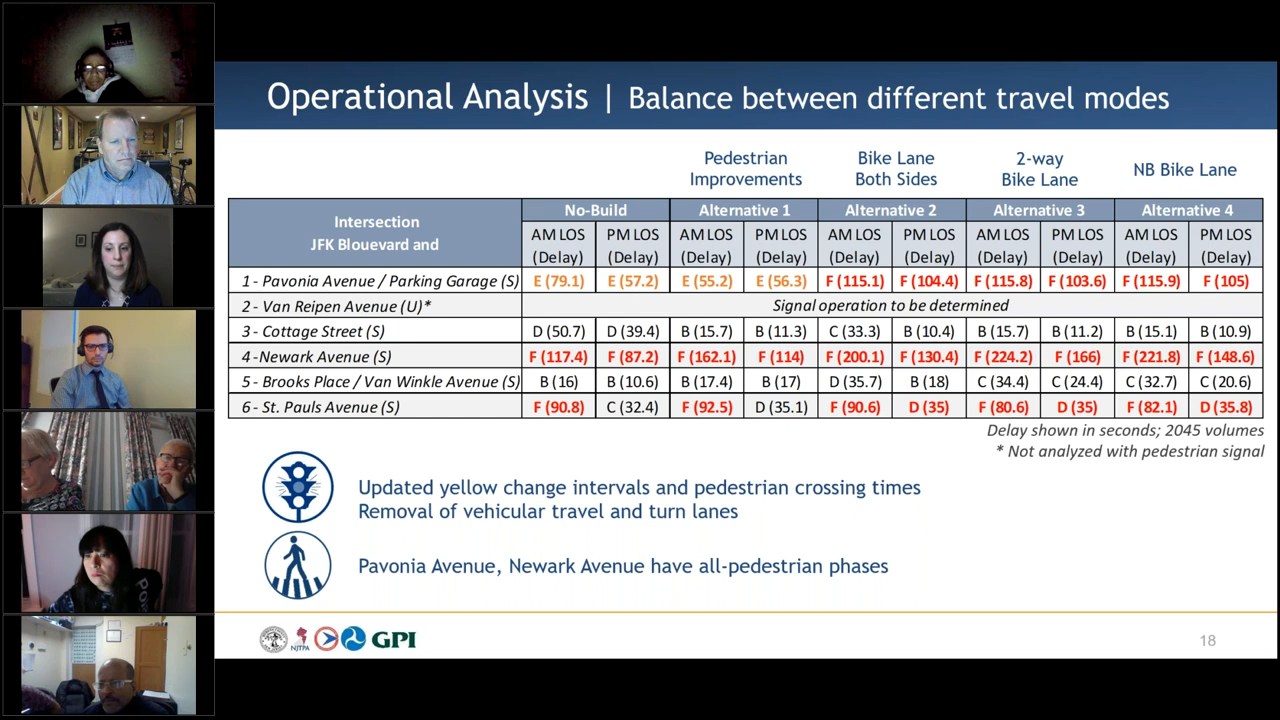 Operational Analysis | Balance between different travel modes
Pedestrian Improvements
Bike Lane Both Sides
2-way Bike Lane
NB Bike Lane
Intersection JFK Blouevard and
No-Build Alternative 1 Alternative 2 Alternative 3 Alternative 4
AM LOS (Delay) PM LOS (Delay) AM LOS (Delay) PM LOS (Delay) AM LOS (Delay) PM LOS (Delay) AM LOS (Delay) PM LOS (Delay) AM LOS (Delay) PM LOS (Delay)
1 - Pavonia Avenue / Parking Garage (S) E (79.1) E (57.2) E (55.2) E (56.3) F (115.1) F (104.4) F (115.8) F (103.6) F (115.9) F (105)
2 - Van Reipen Avenue (U)* Signal operation to be determined
3 - Cottage Street (S) D (50.7) D (39.4) B (15.7) B (11.3) C (33.3) B (10.4) B (15.7) B (11.2) B (15.1) B (10.9)
4 -Newark Avenue (S) F (117.4) F (87.2) F (162.1) F (114) F (200.1) F (130.4) F (224.2) F (166) F (221.8) F (148.6)
5 - Brooks Place / Van Winkle Avenue (S) B (16) B (10.6) B (17.4) B (17) D (35.7) B (18) C (34.4) C (24.4) C (32.7) C (20.6)
6 - St. Pauls Avenue (S) F (90.8) C (32.4) F (92.5) D (35.1) F (90.6) D (35) F (80.6) D (35) F (82.1) D (35.8)
Delay shown in seconds; 2045 volumes
* Not analyzed with pedestrian signal
Updated yellow change intervals and pedestrian crossing times
Removal of vehicular travel and turn lanes
Pavonia Avenue, Newark Avenue have all-pedestrian phases
NJTPA
GPI
18